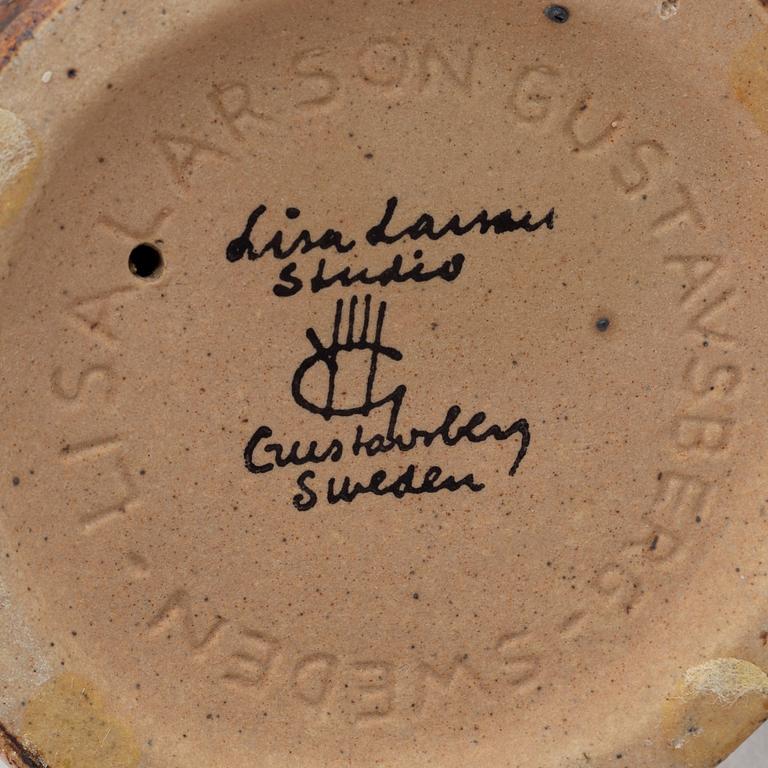 LISA LARSON GUSTAVSBERG - SWEDEN -
Lisa Larson
Studio
G
Gustavsberg
Sweden